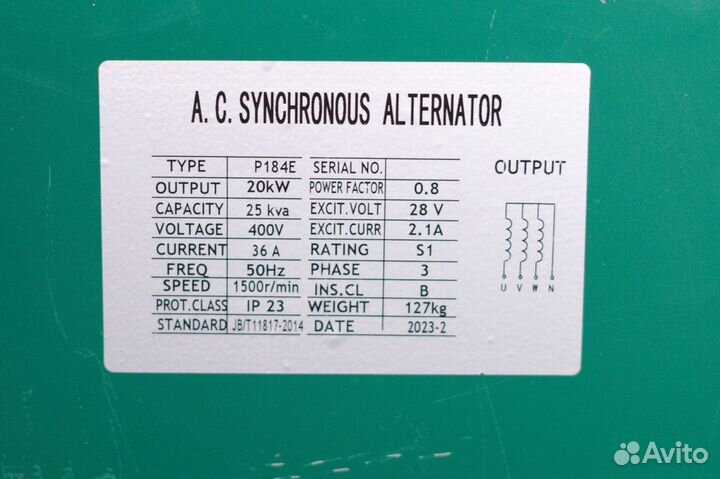 A. C. SYNCHRONOUS ALTERNATOR
TYPE P184E SERIAL NO.
OUTPUT 20kW POWER FACTOR 0.8
CAPACITY 25 kva EXCIT.VOLT 28 V
VOLTAGE 400V EXCIT.CURR 2.1A
CURRENT 36 A RATING S1
FREQ 50Hz PHASE 3
SPEED 1500r/min INS.CL B
PROT.CLASS IP 23 WEIGHT 127kg
STANDARD JB/T11817-2014 DATE 2023-2
OUTPUT
U V W N
Avito